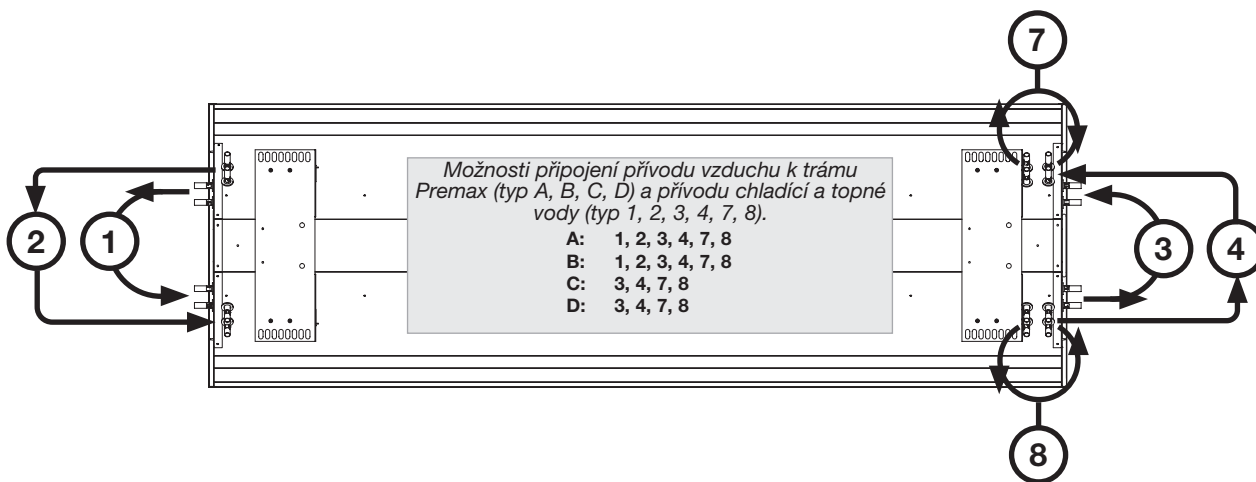 7
Možnosti připojení přívodu vzduchu k trámu
Premax (typ A, B, C, D) a přívodu chladící a topné
vody (typ 1, 2, 3, 4, 7, 8).
A: 1, 2, 3, 4, 7, 8
B: 1, 2, 3, 4, 7, 8
C: 3, 4, 7, 8
D: 3, 4, 7, 8
2 1 3 4
8